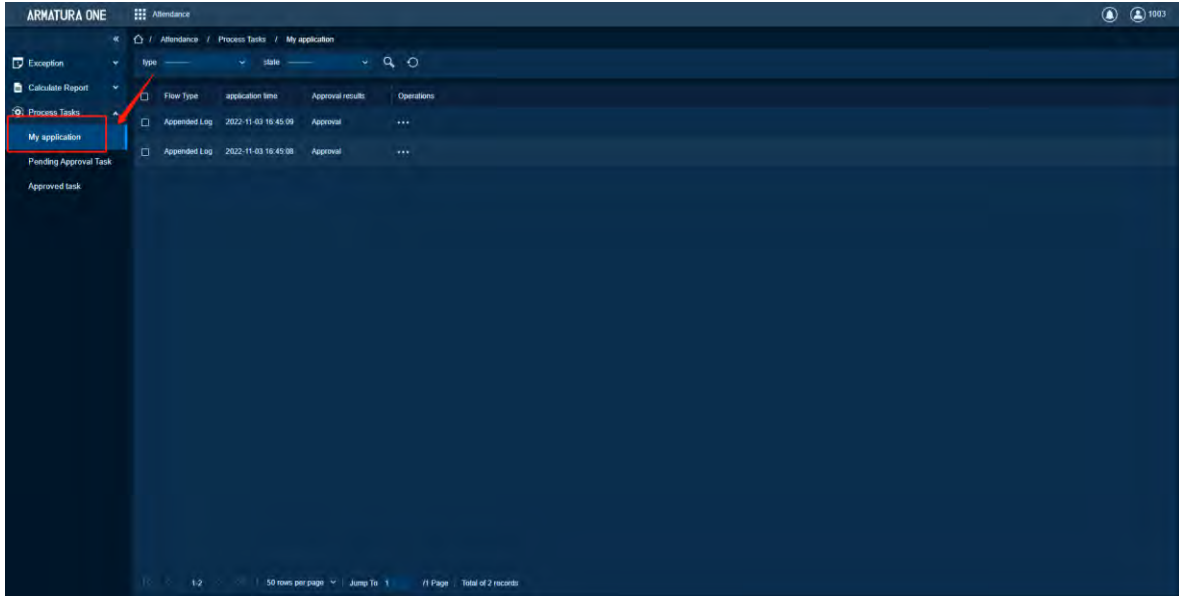 ARMATURA ONE
Attendance
1003
/ Attendance / Process Tasks / My application
type
state
Exception
Calculate Report
Process Tasks
My application
Pending Approval Task
Approved task
Flow Type application time Approval results Operations
Appended Log 2022-11-03 16:45:09 Approval ...
Appended Log 2022-11-03 16:45:08 Approval ...
1-2 50 rows per page Jump To 1 /1 Page Total of 2 records